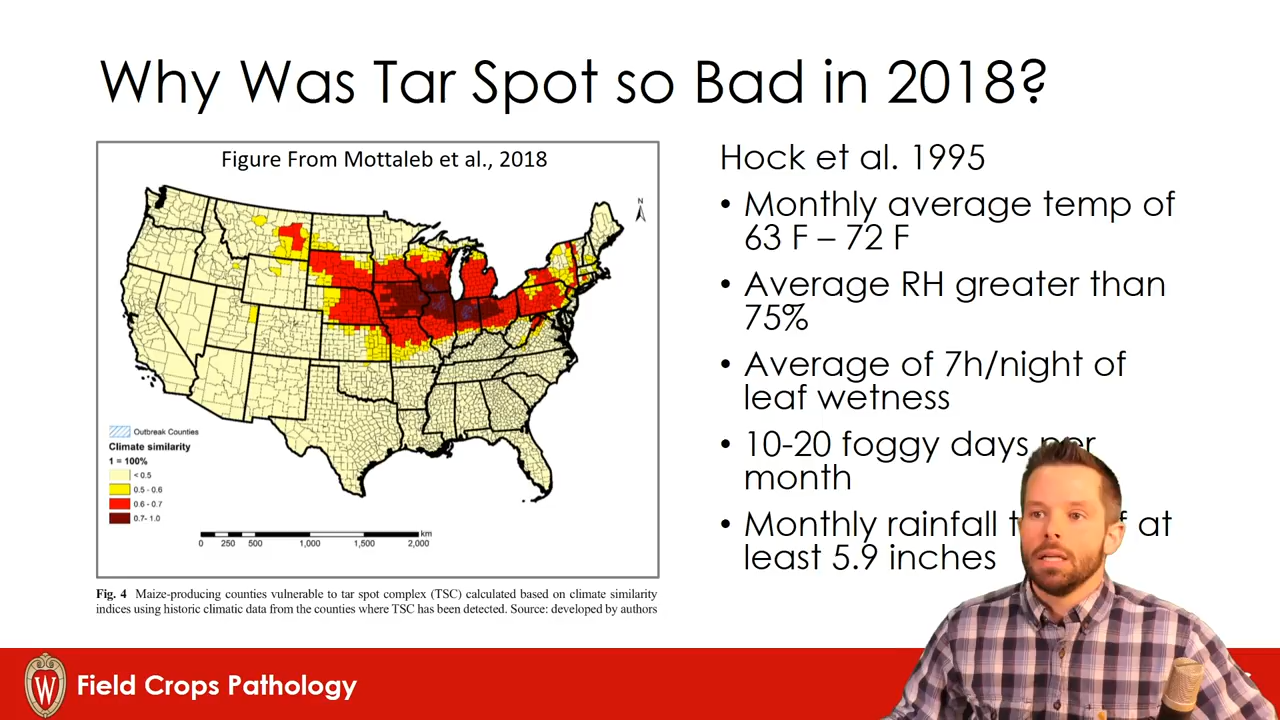 Why Was Tar Spot so Bad in 2018?
Figure From Mottaleb et al., 2018
N
Outbreak Counties
Climate similarity
1 = 100%
< 0.5
0.5 - 0.6
0.6 - 0.7
0.7- 1.0
km
0 250 500 1,000 1,500 2,000
Fig. 4 Maize-producing counties vulnerable to tar spot complex (TSC) calculated based on climate similarity
indices using historic climatic data from the counties where TSC has been detected. Source: developed by authors
Hock et al. 1995
• Monthly average temp of
63 F – 72 F
• Average RH greater than
75%
• Average of 7h/night of
leaf wetness
• 10-20 foggy days per
month
• Monthly rainfall at
least 5.9 inches
W
Field Crops Pathology